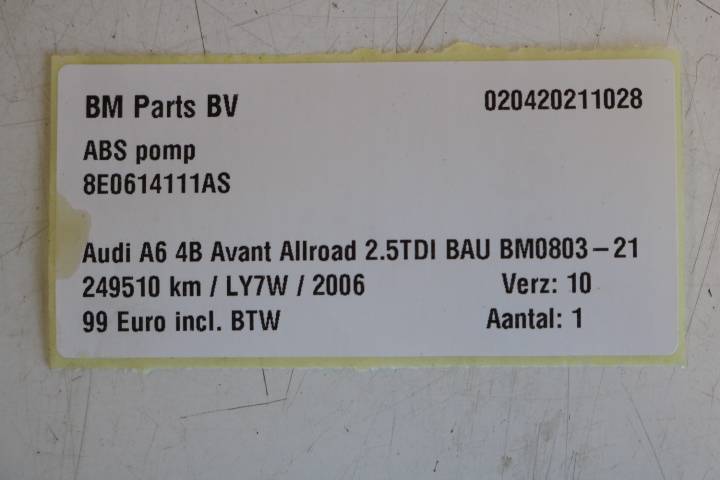 BM Parts BV 020420211028
ABS pomp
8E0614111AS
Audi A6 4B Avant Allroad 2.5TDI BAU BM0803-21
249510 km / LY7W / 2006 Verz: 10
99 Euro incl. BTW Aantal: 1